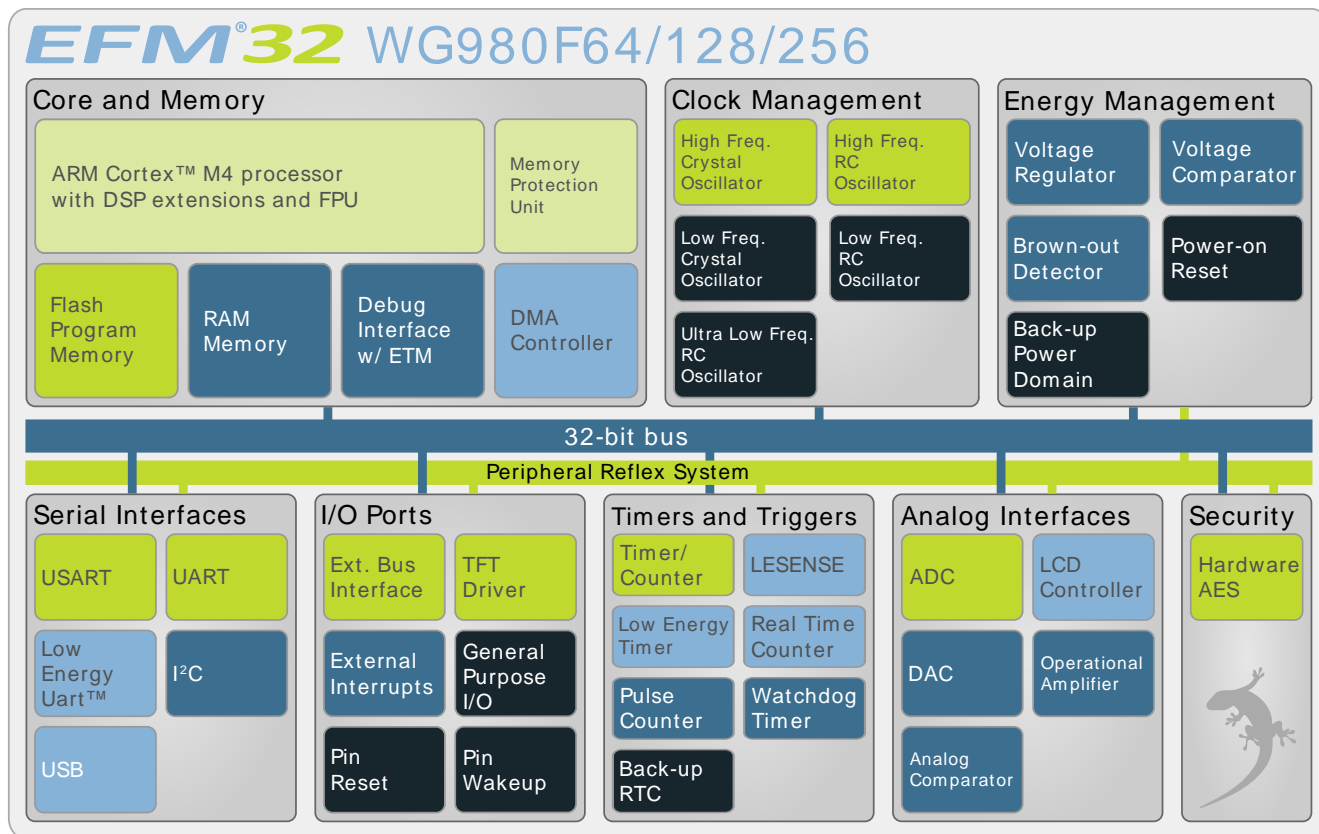 EFM®32 WG980F64/128/256
Core and Memory
ARM Cortex™ M4 processor
with DSP extensions and FPU
Memory
Protection
Unit
Flash
Program
Memory
RAM
Memory
Debug
Interface
w/ ETM
DMA
Controller
Clock Management
High Freq.
Crystal
Oscillator
High Freq.
RC
Oscillator
Low Freq.
Crystal
Oscillator
Low Freq.
RC
Oscillator
Ultra Low Freq.
RC
Oscillator
Energy Management
Voltage
Regulator
Voltage
Comparator
Brown-out
Detector
Power-on
Reset
Back-up
Power
Domain
32-bit bus
Peripheral Reflex System
Serial Interfaces
USART
UART
Low
Energy
Uart™
I²C
USB
I/O Ports
Ext. Bus
Interface
TFT
Driver
External
Interrupts
General
Purpose
I/O
Pin
Reset
Pin
Wakeup
Timers and Triggers
Timer/
Counter
LESENSE
Low Energy
Timer
Real Time
Counter
Pulse
Counter
Watchdog
Timer
Back-up
RTC
Analog Interfaces
ADC
LCD
Controller
DAC
Operational
Amplifier
Analog
Comparator
Security
Hardware
AES